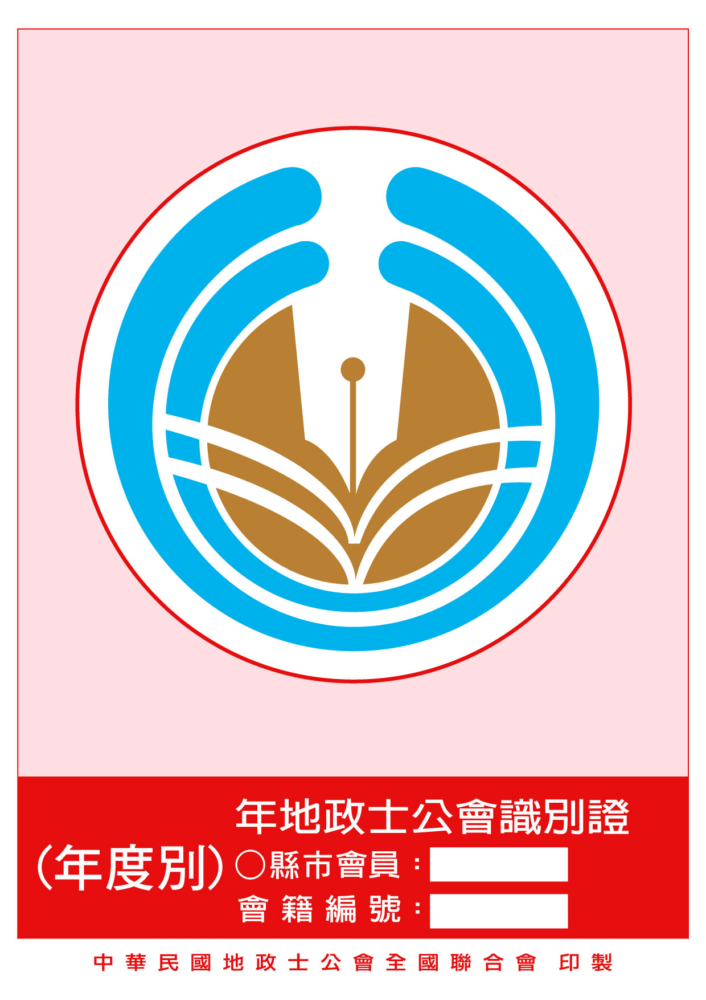 年地政士公會識別證
（年度別）
○縣市會員：
會籍編號：
中華民國地政士公會全國聯合會 印製